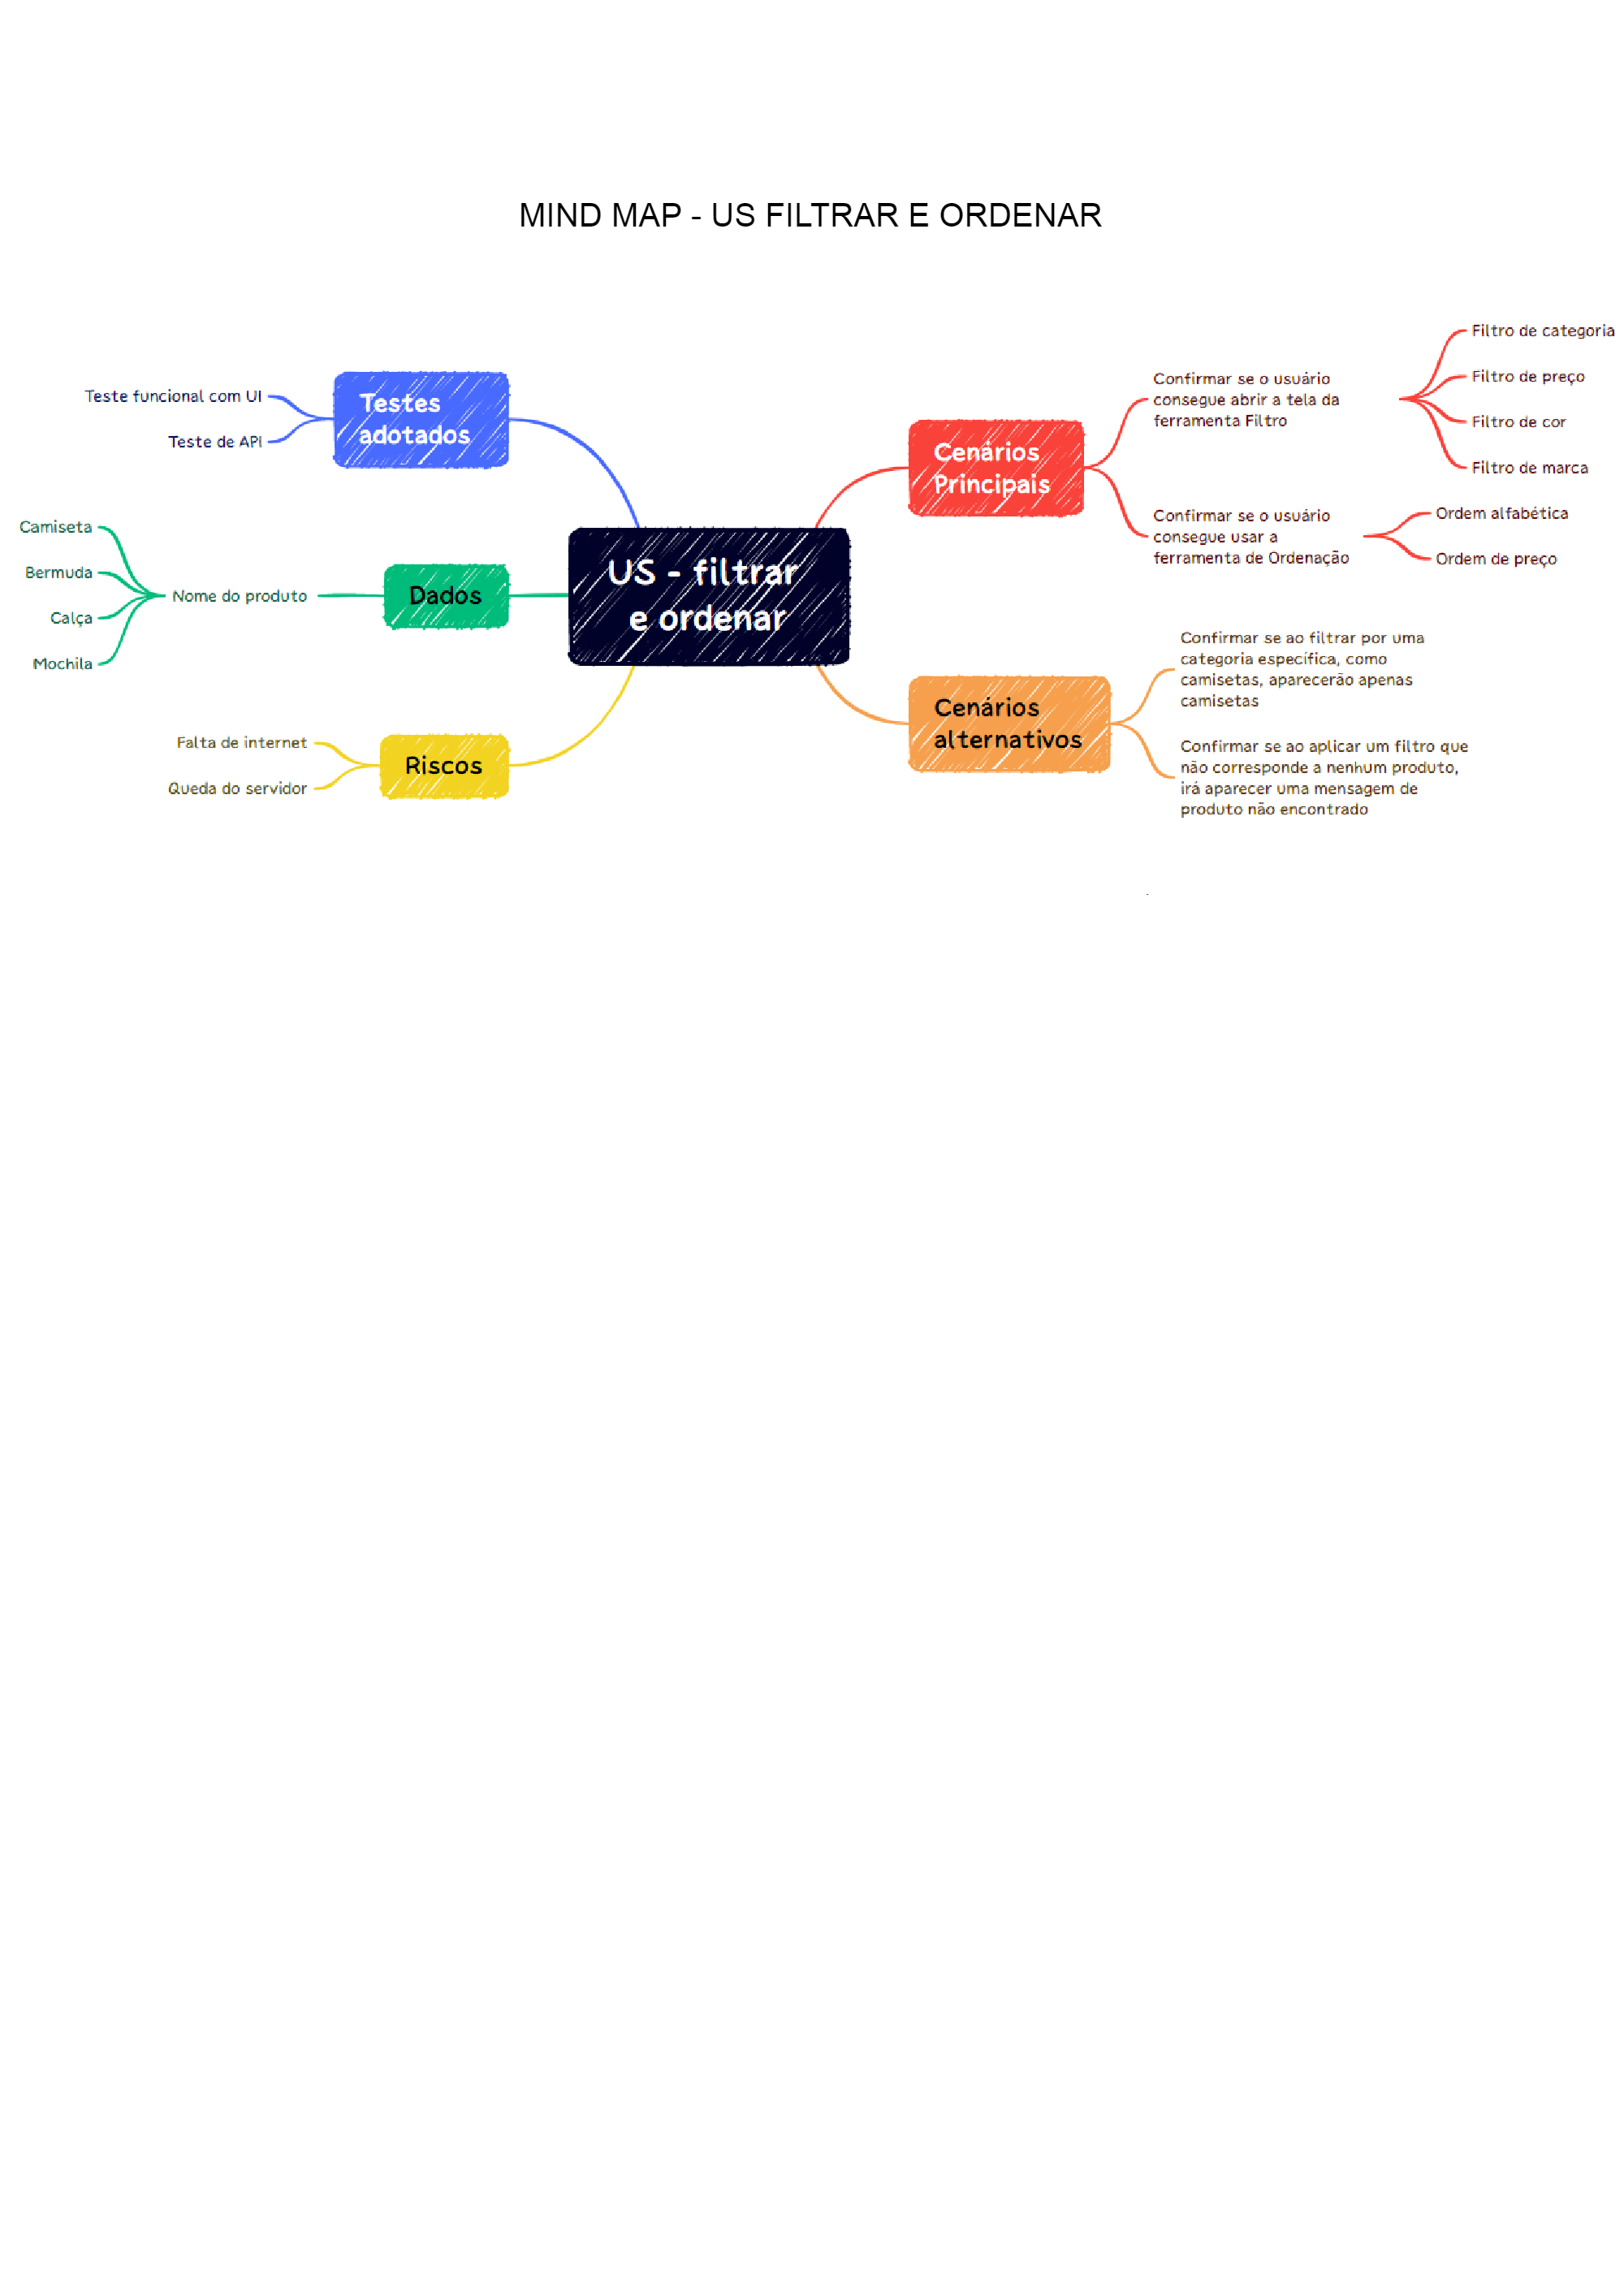 MIND MAP - US FILTRAR E ORDENAR
Testes
adotados
Teste funcional com UI
Teste de API
Dados
Nome do produto
Camiseta
Bermuda
Calça
Mochila
Riscos
Falta de internet
Queda do servidor
US - filtrar
e ordenar
Cenários
Principais
Confirmar se o usuário
consegue abrir a tela da
ferramenta Filtro
Filtro de categoria
Filtro de preço
Filtro de cor
Filtro de marca
Confirmar se o usuário
consegue usar a
ferramenta de Ordenação
Ordem alfabética
Ordem de preço
Cenários
alternativos
Confirmar se ao filtrar por uma
categoria específica, como
camisetas, aparecerão apenas
camisetas
Confirmar se ao aplicar um filtro que
não corresponde a nenhum produto,
irá aparecer uma mensagem de
produto não encontrado